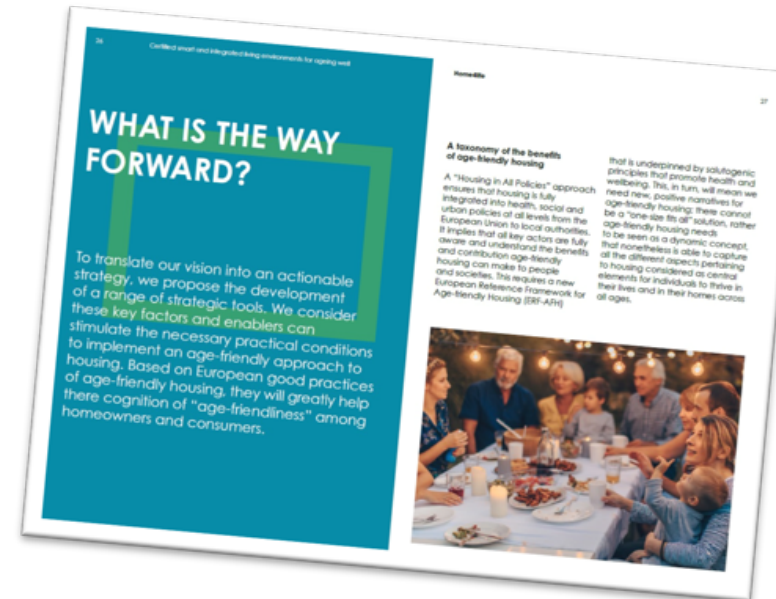 26
Certified smart and integrated living environments for ageing well
WHAT IS THE WAY
FORWARD?
To translate our vision into an actionable
strategy, we propose the development
of a range of strategic tools. We consider
these key factors and enablers can
stimulate the necessary practical conditions
to implement an age-friendly approach to
housing. Based on European good practices
of age-friendly housing, they will greatly help
there cognition of “age-friendliness” among
homeowners and consumers.
Homes4life
27
A taxonomy of the benefits
of age-friendly housing
A “Housing in All Policies” approach
ensures that housing is fully
integrated into health, social and
urban policies at all levels from the
European Union to local authorities.
It implies that all key actors are fully
aware and understand the benefits
and contribution age-friendly
housing can make to people
and societies. This requires a new
European Reference Framework for
Age-friendly Housing (ERF-AFH)
that is underpinned by salutogenic
principles that promote health and
wellbeing. This, in turn, will mean we
need new, positive narratives for
age-friendly housing; there cannot
be a “one-size fits all” solution, rather
age-friendly housing needs
to be seen as a dynamic concept,
that nonetheless is able to capture
all the different aspects pertaining
to housing considered as central
elements for individuals to thrive in
their lives and in their homes across
all ages.